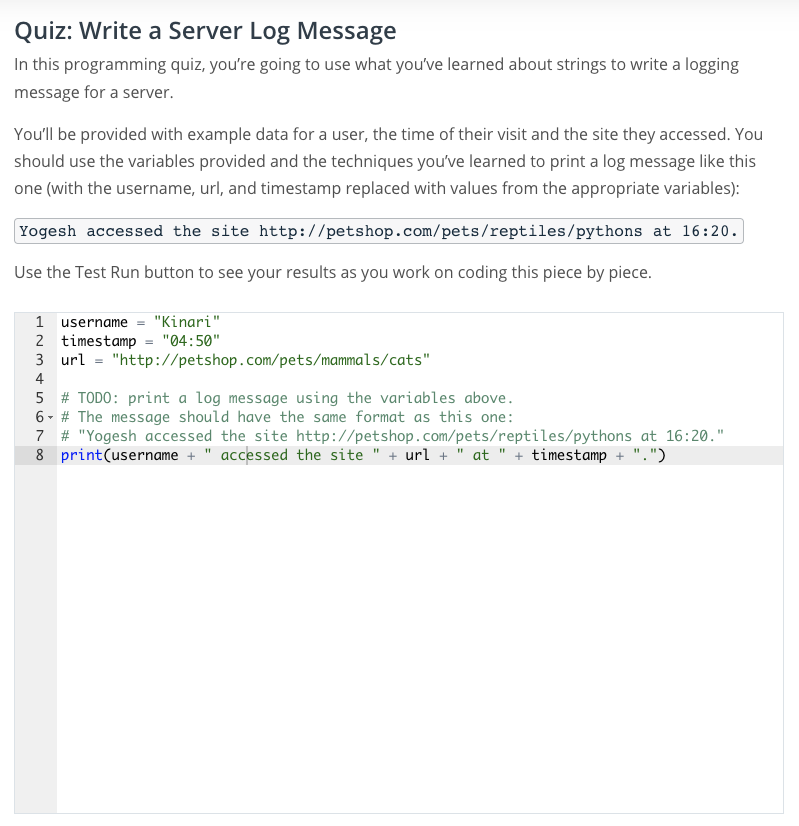 Quiz: Write a Server Log Message
In this programming quiz, you’re going to use what you’ve learned about strings to write a logging
message for a server.
You’ll be provided with example data for a user, the time of their visit and the site they accessed. You
should use the variables provided and the techniques you’ve learned to print a log message like this
one (with the username, url, and timestamp replaced with values from the appropriate variables):
Yogesh accessed the site http://petshop.com/pets/reptiles/pythons at 16:20.
Use the Test Run button to see your results as you work on coding this piece by piece.
1 username = "Kinari"
2 timestamp = "04:50"
3 url = "http://petshop.com/pets/mammals/cats"
4
5 # TODO: print a log message using the variables above.
6 # The message should have the same format as this one:
7 # "Yogesh accessed the site http://petshop.com/pets/reptiles/pythons at 16:20."
8 print(username + " accessed the site " + url + " at " + timestamp + ".")